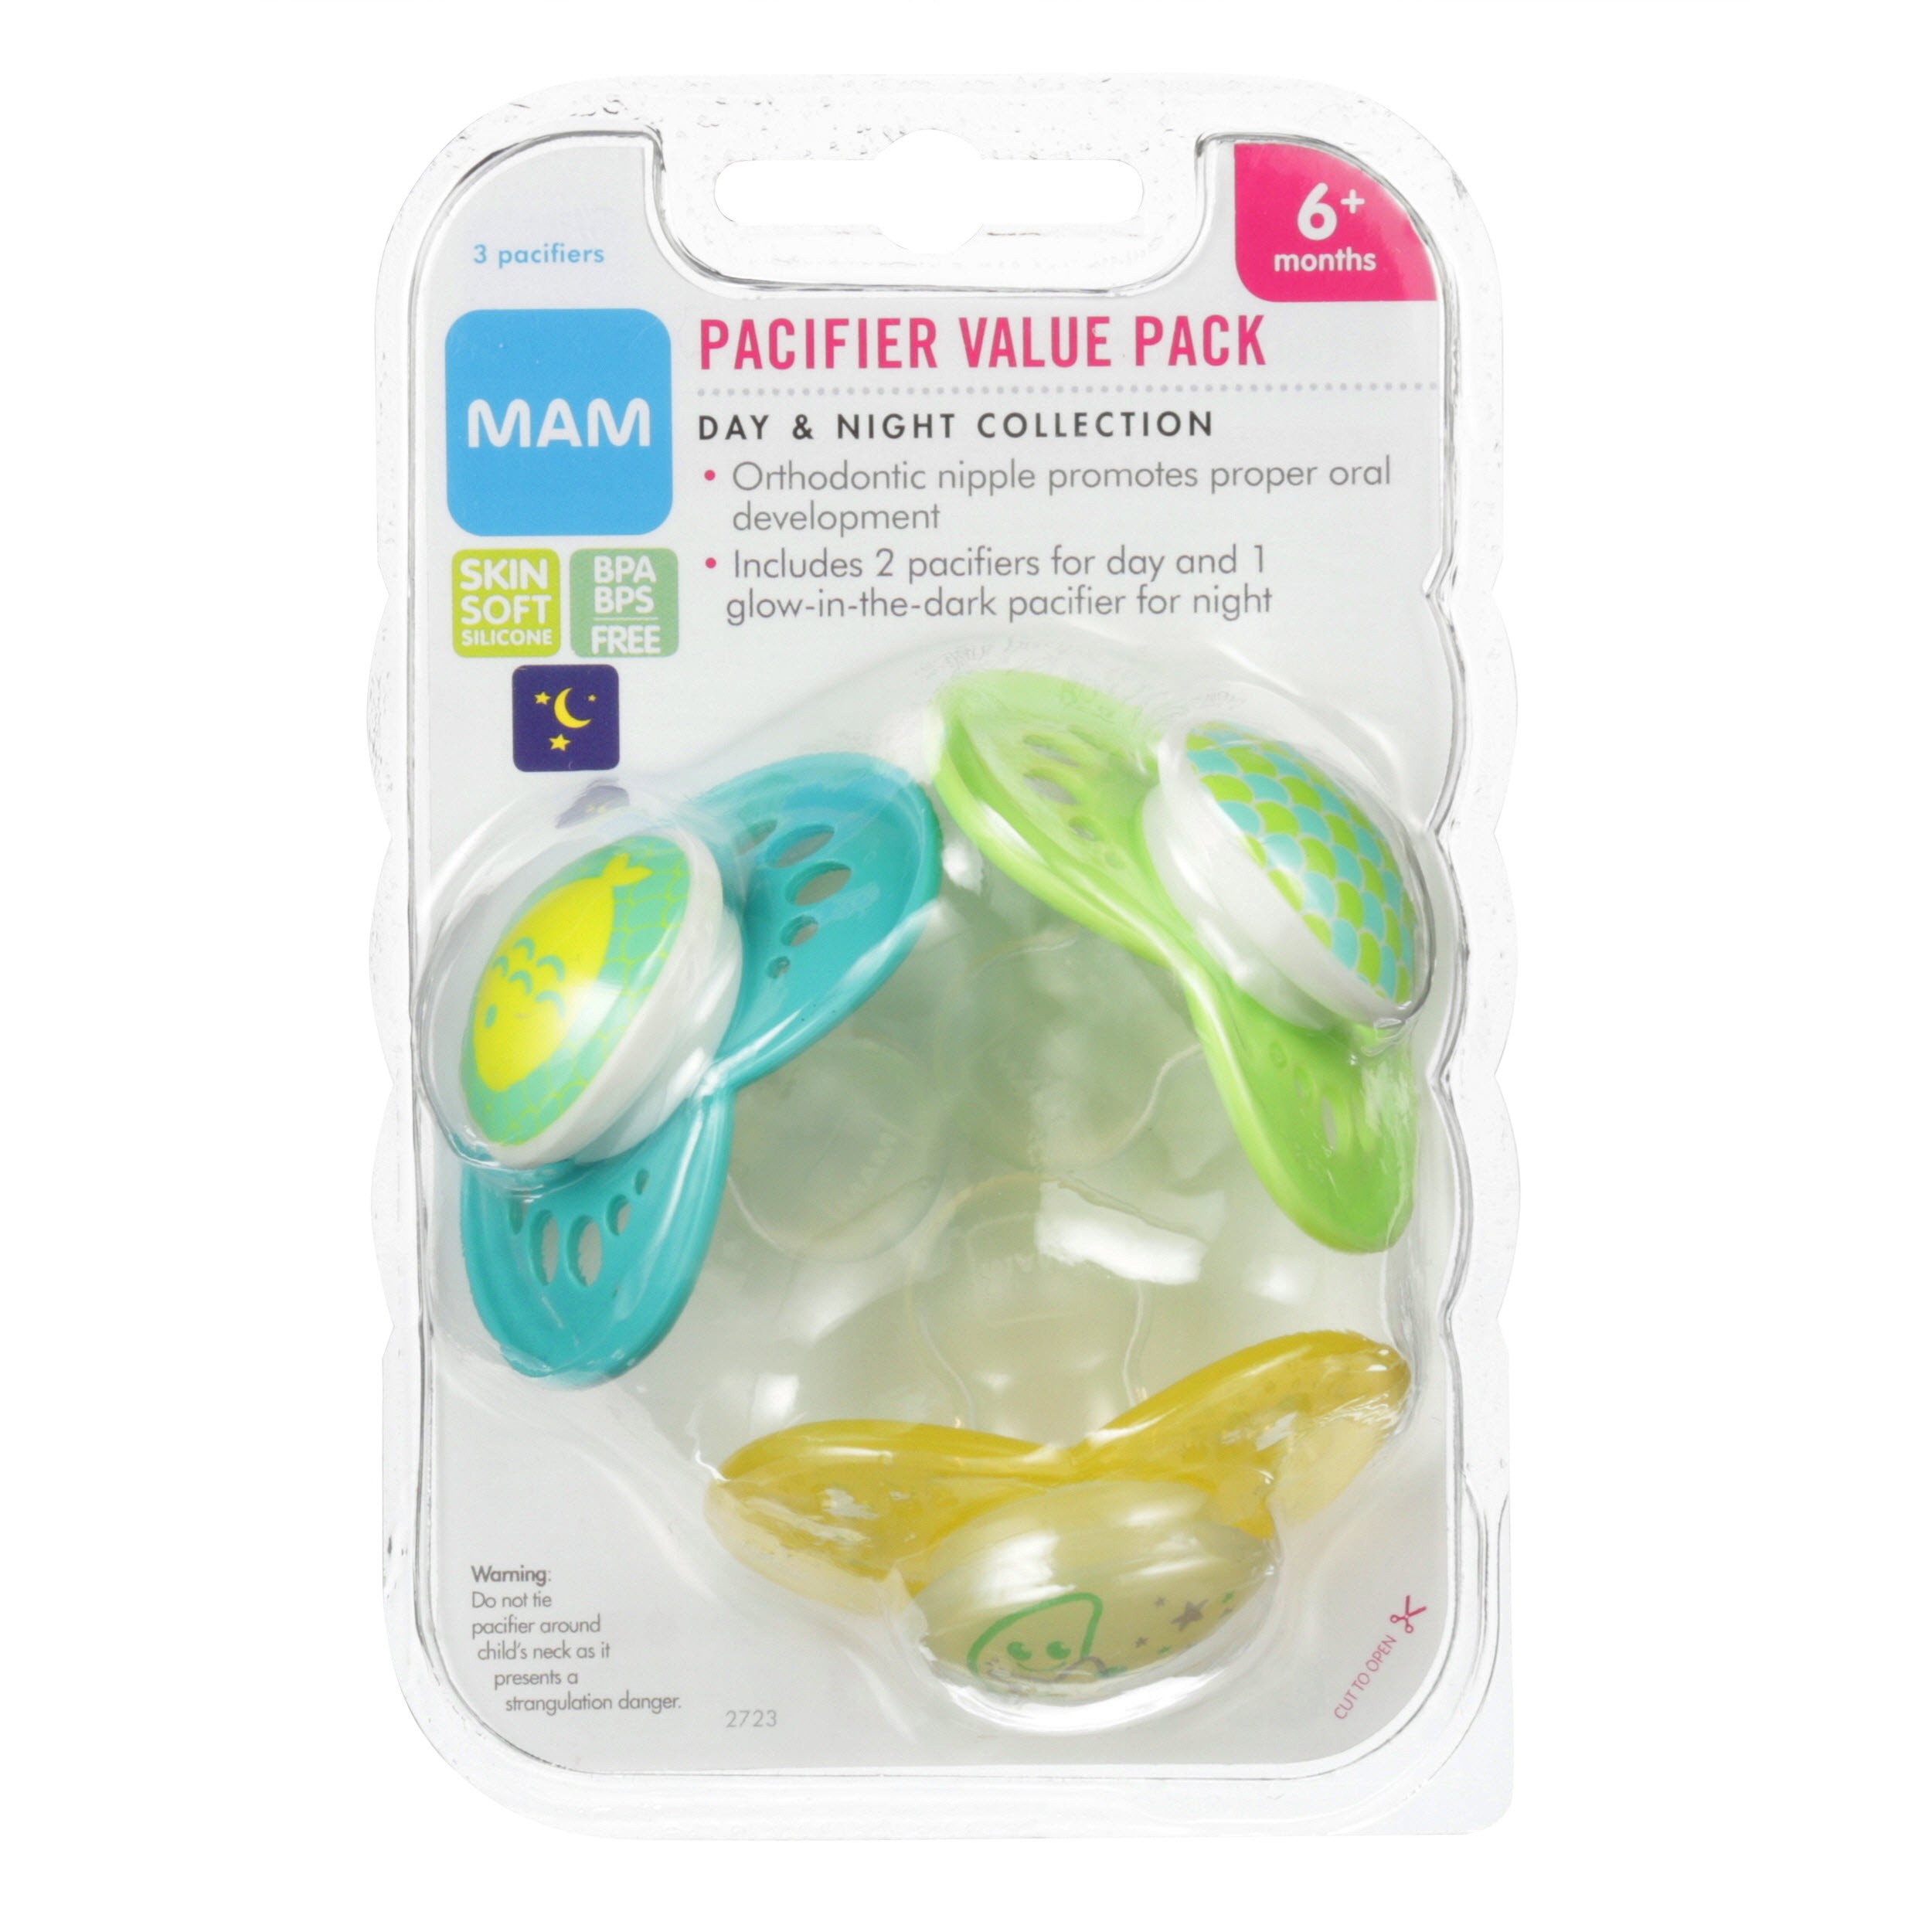 3 pacifiers
6+
months
MAM
PACIFIER VALUE PACK
DAY & NIGHT COLLECTION
• Orthodontic nipple promotes proper oral
development
• Includes 2 pacifiers for day and 1
glow-in-the-dark pacifier for night
SKIN
SOFT
SILICONE
BPA
BPS
FREE
MAM
MAM
Warning:
Do not tie
pacifier around
child's neck as it
presents a
strangulation danger.
2723
CUT TO OPEN